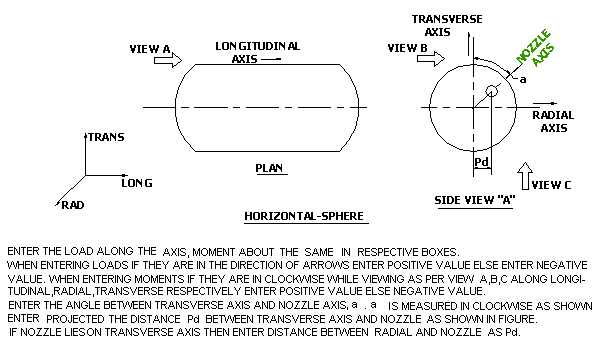 TRANSVERSE
AXIS
VIEW A
LONGITUDINAL
AXIS
VIEW B
NOZZLE
AXIS
a
RADIAL
AXIS
TRANS
LONG
RAD
PLAN
Pd
VIEW C
SIDE VIEW "A"
HORIZONTAL-SPHERE
ENTER THE LOAD ALONG THE AXIS, MOMENT ABOUT THE SAME IN RESPECTIVE BOXES.
WHEN ENTERING LOADS IF THEY ARE IN THE DIRECTION OF ARROWS ENTER POSITIVE VALUE ELSE ENTER NEGATIVE
VALUE. WHEN ENTERING MOMENTS IF THEY ARE IN CLOCKWISE WHILE VIEWING AS PER VIEW A,B,C ALONG LONGI-
TUDINAL,RADIAL,TRANSVERSE RESPECTIVELY ENTER POSITIVE VALUE ELSE NEGATIVE VALUE.
ENTER THE ANGLE BETWEEN TRANSVERSE AXIS AND NOZZLE AXIS, a . a IS MEASURED IN CLOCKWISE AS SHOWN
ENTER PROJECTED THE DISTANCE Pd BETWEEN TRANSVERSE AXIS AND NOZZLE AS SHOWN IN FIGURE.
IF NOZZLE LIES ON TRANSVERSE AXIS THEN ENTER DISTANCE BETWEEN RADIAL AND NOZZLE AS Pd.